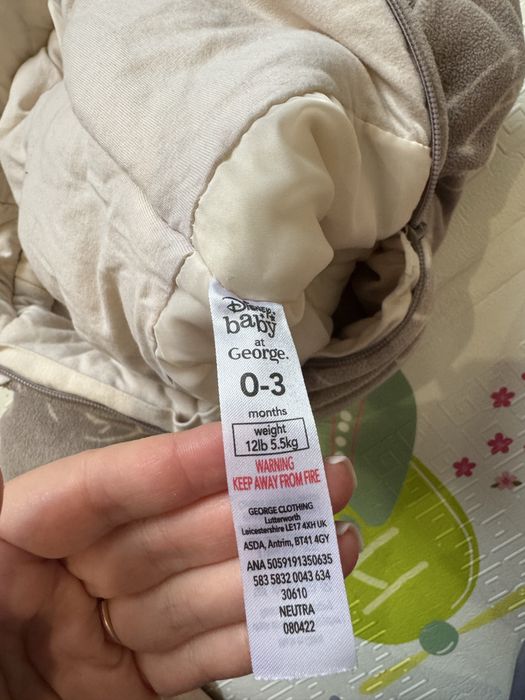 Disney
baby
at
George.
0-3
months
weight
12lb 5.5kg
WARNING
KEEP AWAY FROM FIRE
GEORGE CLOTHING
Lutterworth
Leicestershire LE17 4XH UK
ASDA, Antrim, BT41 4GY
ANA 5059191350635
583 5832 0043 634
30610
NEUTRA
080422